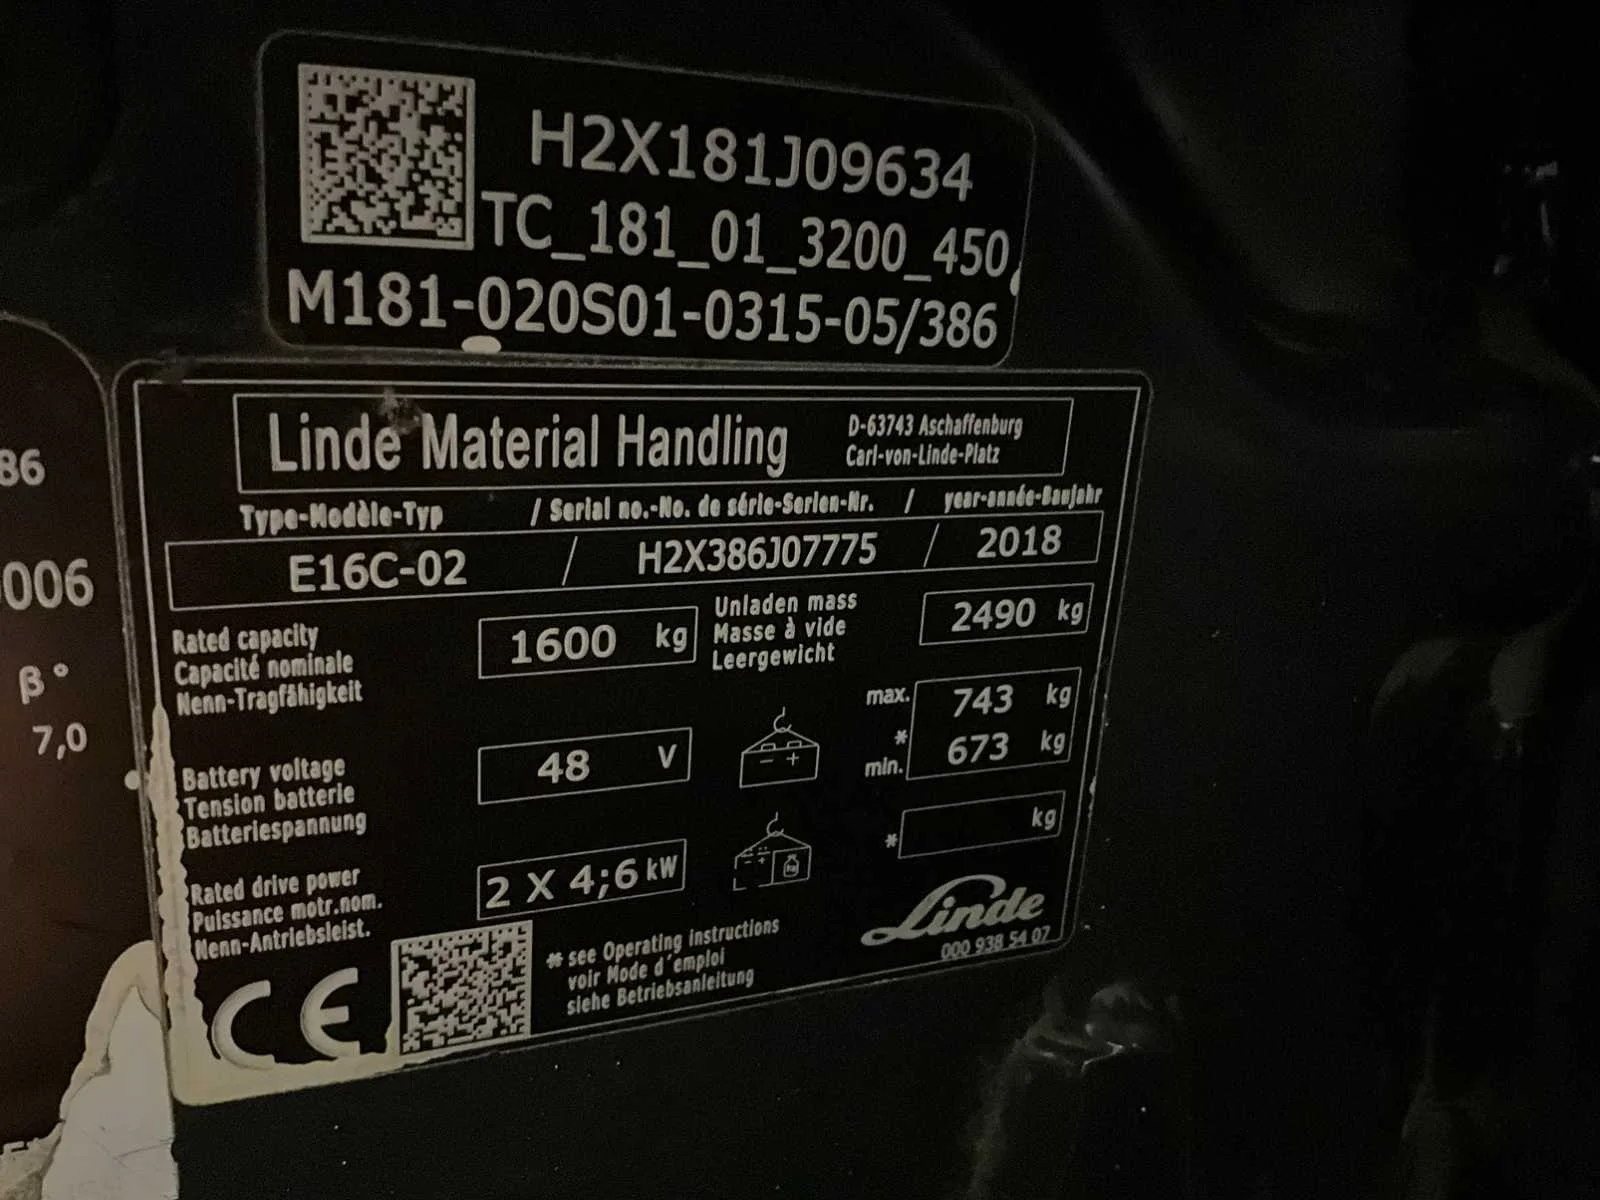 H2X181J09634
TC_181_01_3200_450
M181-020S01-0315-05/386
86
006
β°
7,0
Linde Material Handling
D-63743 Aschaffenburg
Carl-von-Linde-Platz
Type-Modèle-Typ / Serial no.-No. de série-Serien-Nr. / year-année-Baujahr
E16C-02 / H2X386J07775 / 2018
Rated capacity
Capacité nominale
Nenn-Tragfähigkeit
1600 kg
Unladen mass
Masse à vide
Leergewicht
2490 kg
Battery voltage
Tension batterie
Batteriespannung
48 V
- +
max. 743 kg
*
min. 673 kg
Rated drive power
Puissance motr.nom.
Nenn-Antriebsleist.
2 X 4;6 kW
- +
kg
* kg
CE
* see Operating instructions
voir Mode d'emploi
siehe Betriebsanleitung
Linde
000 938 54 07